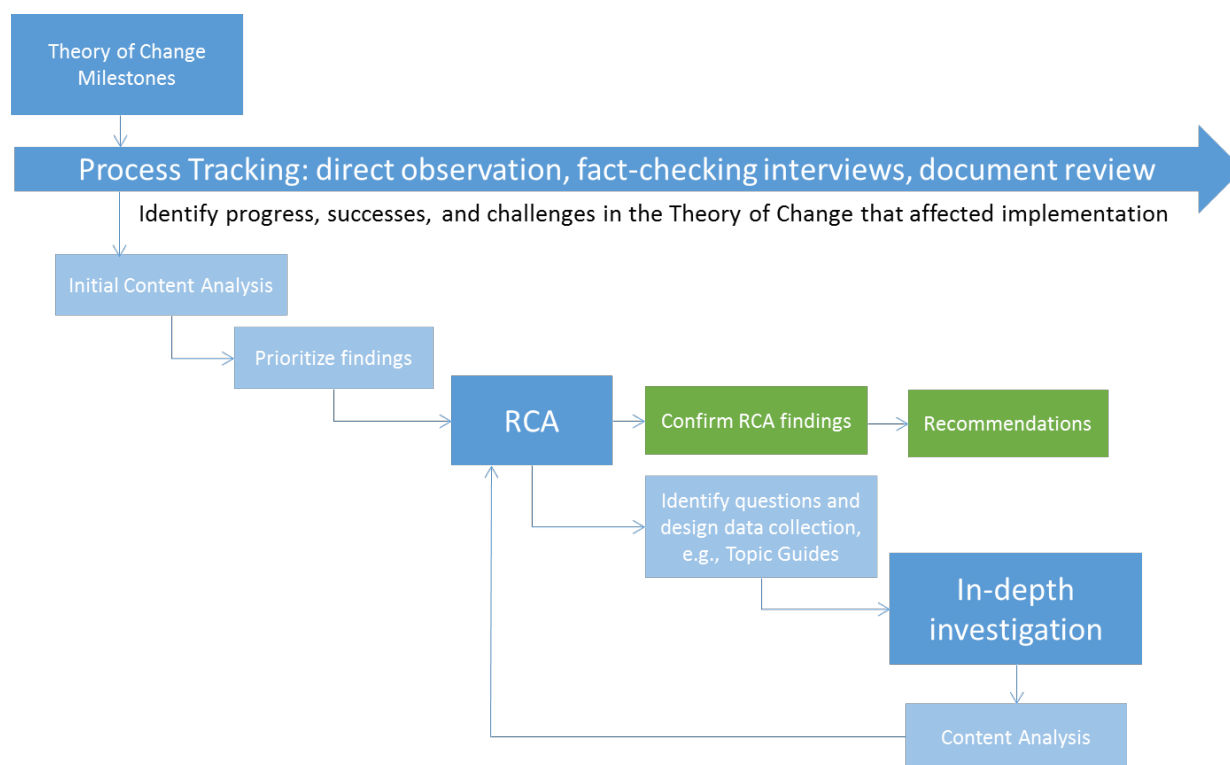 Theory of Change
Milestones
Process Tracking: direct observation, fact-checking interviews, document review
Identify progress, successes, and challenges in the Theory of Change that affected implementation
Initial Content Analysis
Prioritize findings
RCA
Confirm RCA findings
Recommendations
Identify questions and
design data collection,
e.g., Topic Guides
In-depth
investigation
Content Analysis